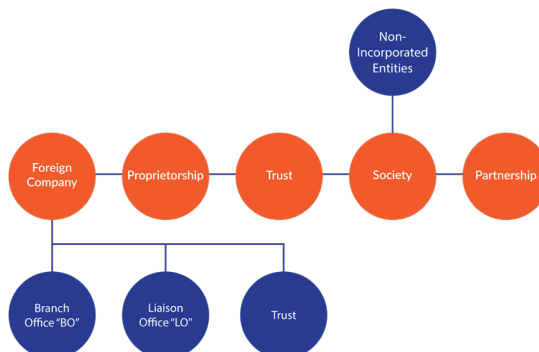 Non-
Incorporated
Entities
Foreign
Company
Proprietorship
Trust
Society
Partnership
Branch
Office "BO"
Liaison
Office "LO"
Trust